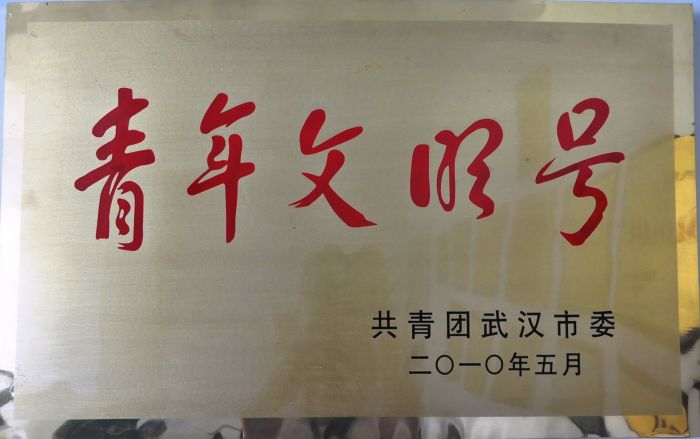 青年文明号
共青团武汉市委
二〇一〇年五月